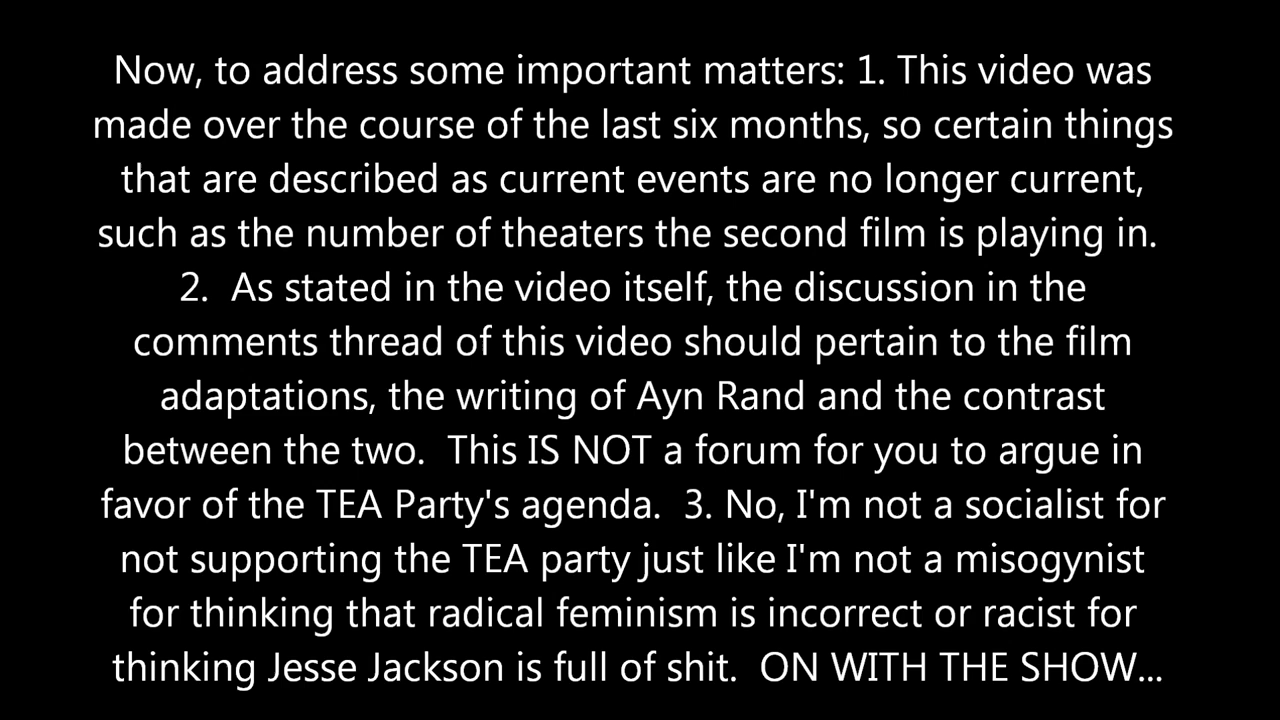 Now, to address some important matters: 1. This video was
made over the course of the last six months, so certain things
that are described as current events are no longer current,
such as the number of theaters the second film is playing in.
2.  As stated in the video itself, the discussion in the
comments thread of this video should pertain to the film
adaptations, the writing of Ayn Rand and the contrast
between the two.  This IS NOT a forum for you to argue in
favor of the TEA Party's agenda.  3. No, I'm not a socialist for
not supporting the TEA party just like I'm not a misogynist
for thinking that radical feminism is incorrect or racist for
thinking Jesse Jackson is full of shit.  ON WITH THE SHOW...